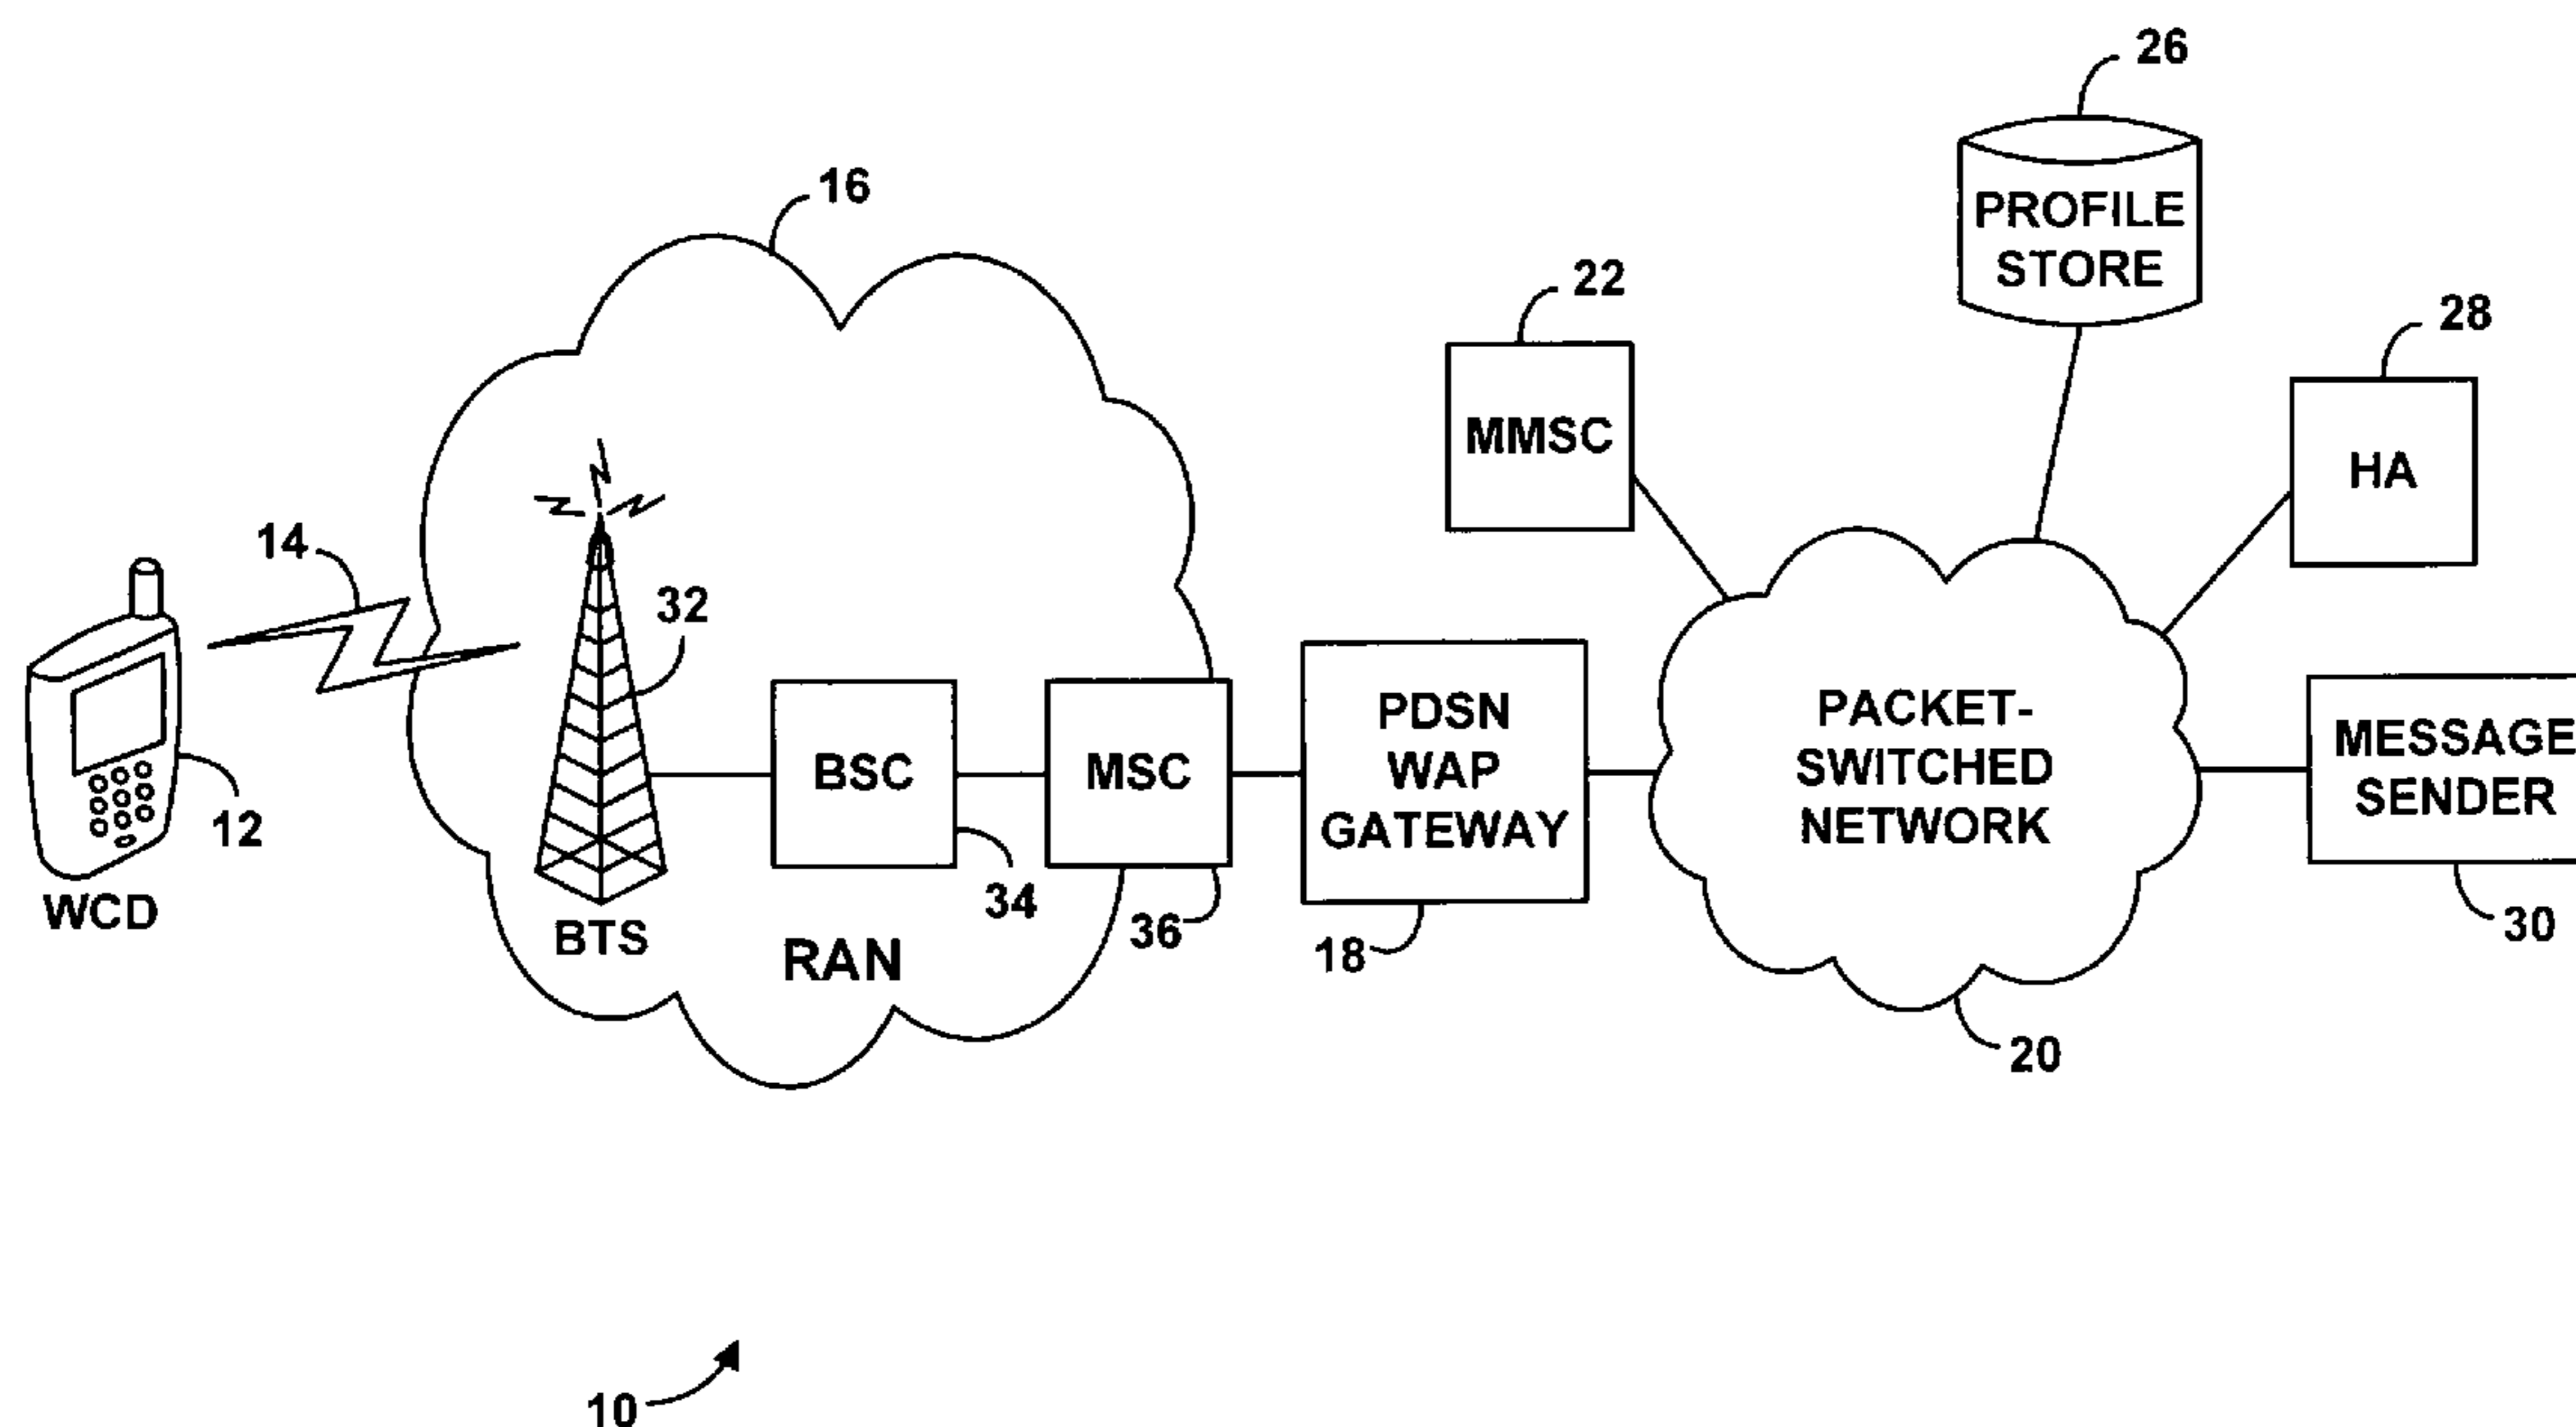 26
PROFILE
STORE
16
22
MMSC
28
HA
14
32
12
WCD
BTS
BSC
34
RAN
MSC
36
PDSN
WAP
GATEWAY
18
PACKET-
SWITCHED
NETWORK
20
MESSAGE
SENDER
30
10